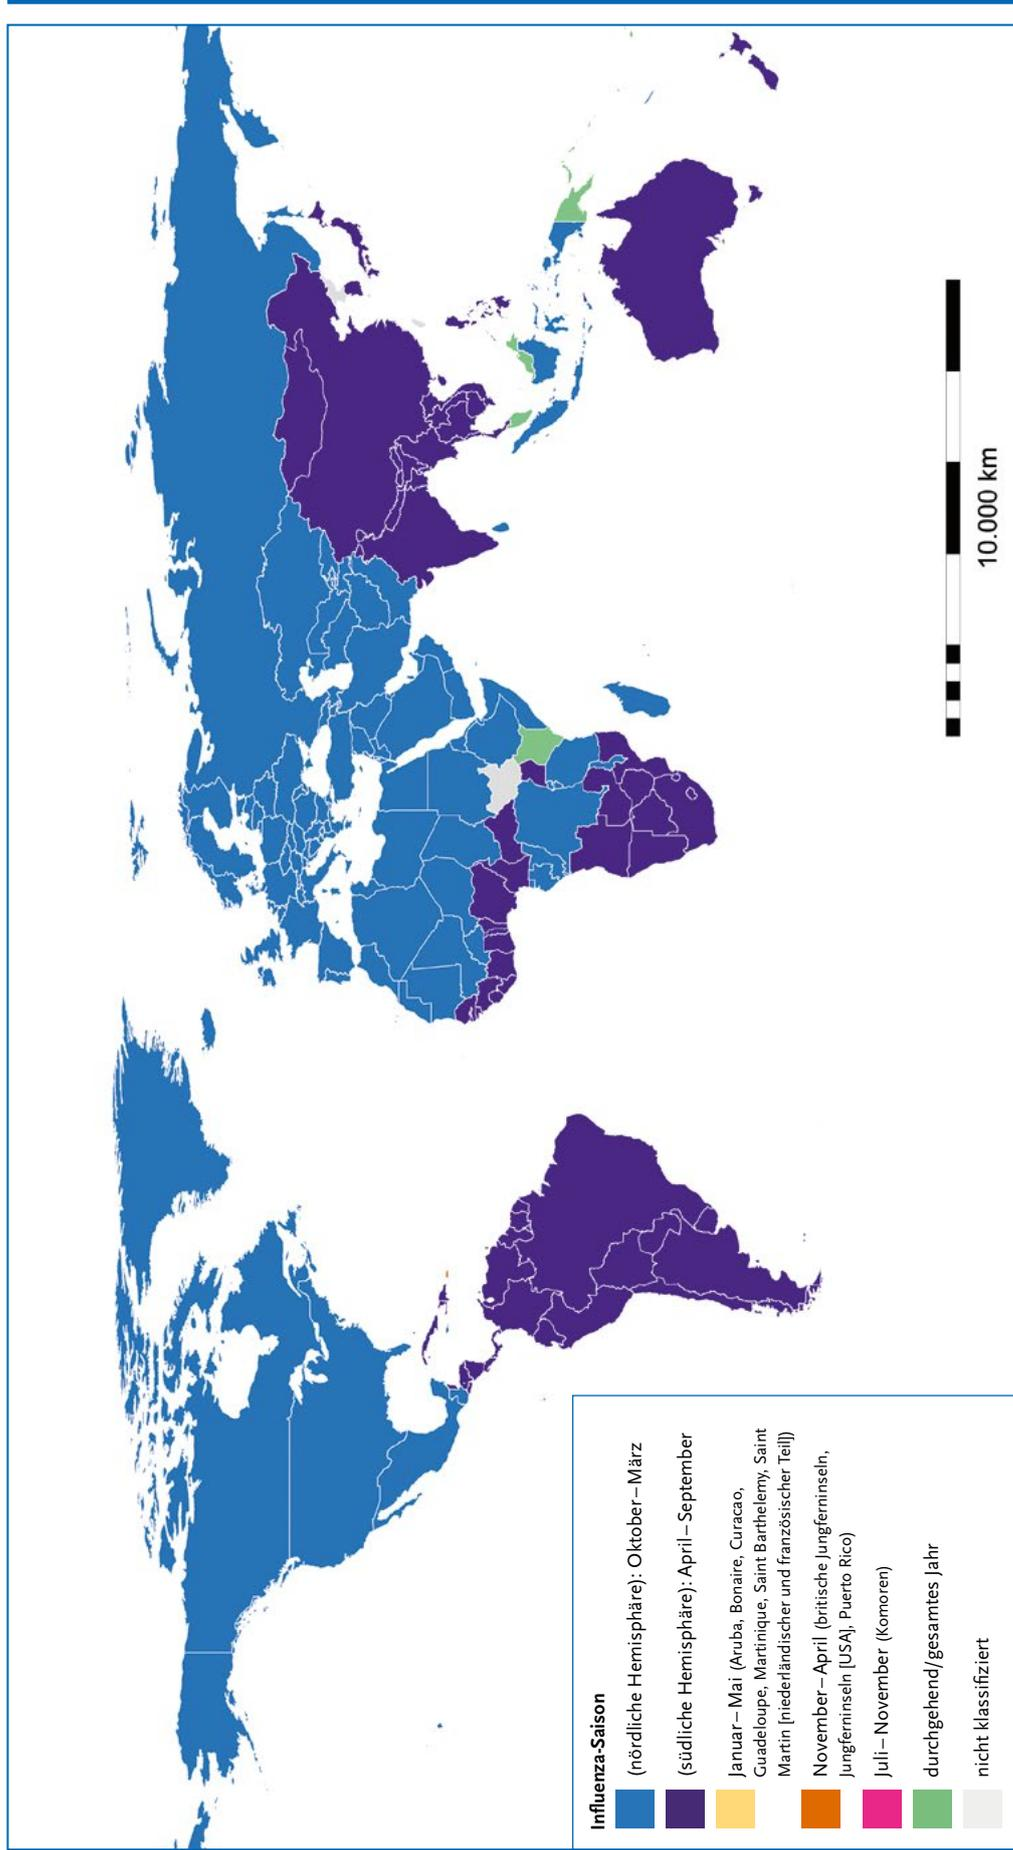 Influenza-Saison
(nördliche Hemisphäre): Oktober – März
(südliche Hemisphäre): April – September
Januar – Mai (Aruba, Bonaire, Curacao,
Guadeloupe, Martinique, Saint Barthelemy, Saint
Martin [niederländischer und französischer Teil])
November – April (britische Jungferninseln,
Jungferninseln [USA], Puerto Rico)
Juli – November (Komoren)
durchgehend/gesamtes Jahr
nicht klassifiziert
10.000 km